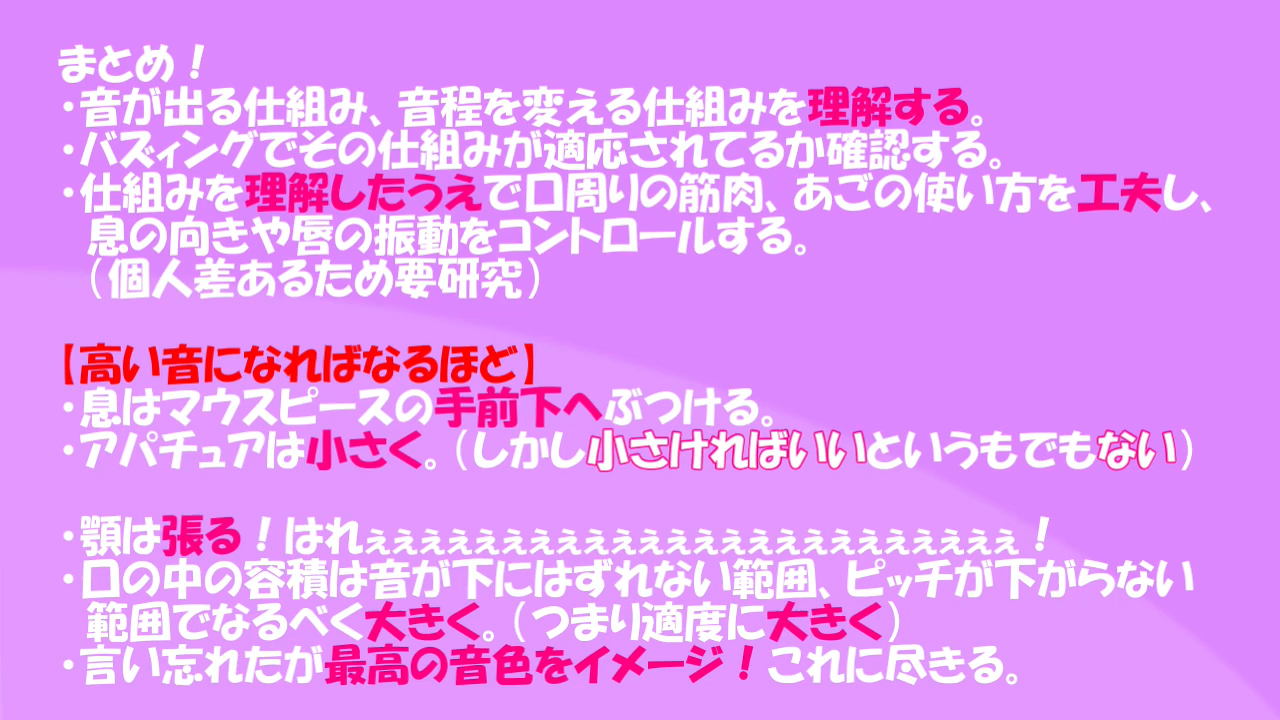 まとめ！
・音が出る仕組み、音程を変える仕組みを理解する。
・バズィングでその仕組みが適応されてるか確認する。
・仕組みを理解したうえで口周りの筋肉、あごの使い方を工夫し、
息の向きや唇の振動をコントロールする。
（個人差あるため要研究）
【高い音になればなるほど】
・息はマウスピースの手前下へぶつける。
・アパチュアは小さく。（しかし小さければいいというもでもない）
・顎は張る！はれぇぇぇぇぇぇぇぇぇぇぇぇぇぇぇぇぇぇぇぇぇぇぇぇ！
・口の中の容積は音が下にはずれない範囲、ピッチが下がらない
範囲でなるべく大きく。（つまり適度に大きく）
・言い忘れたが最高の音色をイメージ！これに尽きる。